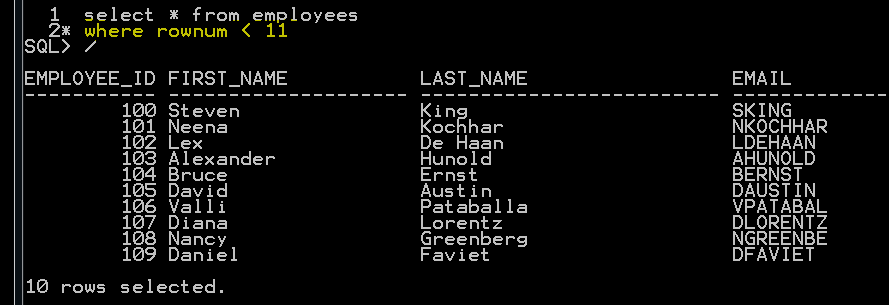 1 select * from employees
2* where rownum < 11
SQL> /
EMPLOYEE_ID FIRST_NAME LAST_NAME EMAIL
----------- -------------------- ------------------------- -------------
100 Steven King SKING
101 Neena Kochhar NKOCHHAR
102 Lex De Haan LDEHAAN
103 Alexander Hunold AHUNOLD
104 Bruce Ernst BERNST
105 David Austin DAUSTIN
106 Valli Pataballa VPATABAL
107 Diana Lorentz DLORENTZ
108 Nancy Greenberg NGREENBE
109 Daniel Faviet DFAVIET
10 rows selected.